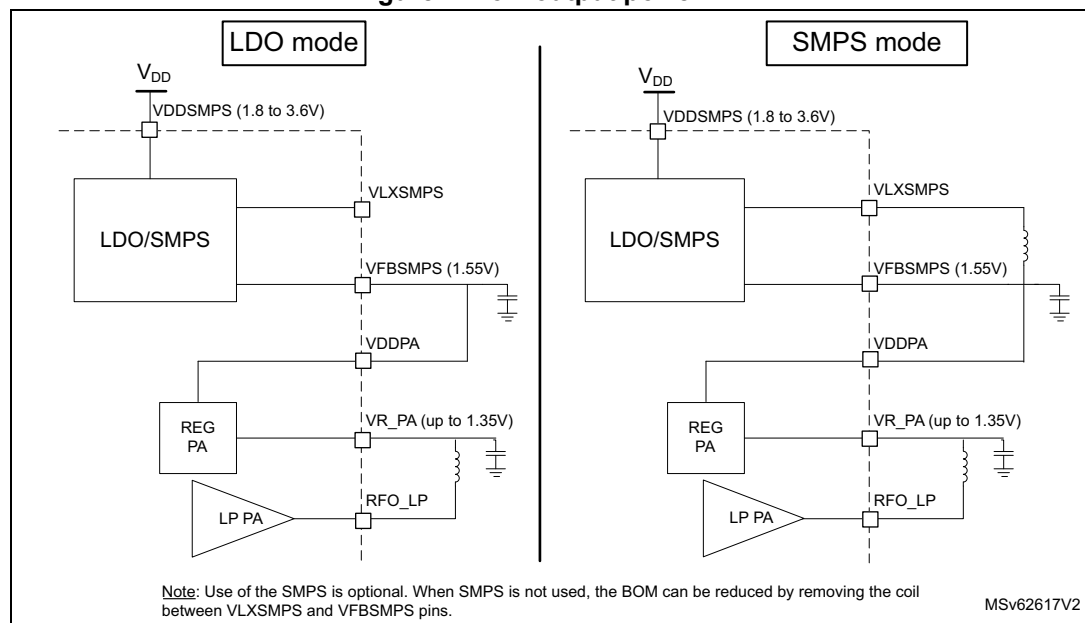 LDO mode
VDD
VDDSMPS (1.8 to 3.6V)
LDO/SMPS
VLXSMPS
VFBSMPS (1.55V)
VDDPA
REG
PA
VR_PA (up to 1.35V)
LP PA
RFO_LP
SMPS mode
VDD
VDDSMPS (1.8 to 3.6V)
LDO/SMPS
VLXSMPS
VFBSMPS (1.55V)
VDDPA
REG
PA
VR_PA (up to 1.35V)
LP PA
RFO_LP
Note: Use of the SMPS is optional. When SMPS is not used, the BOM can be reduced by removing the coil
between VLXSMPS and VFBSMPS pins.
MSv62617V2